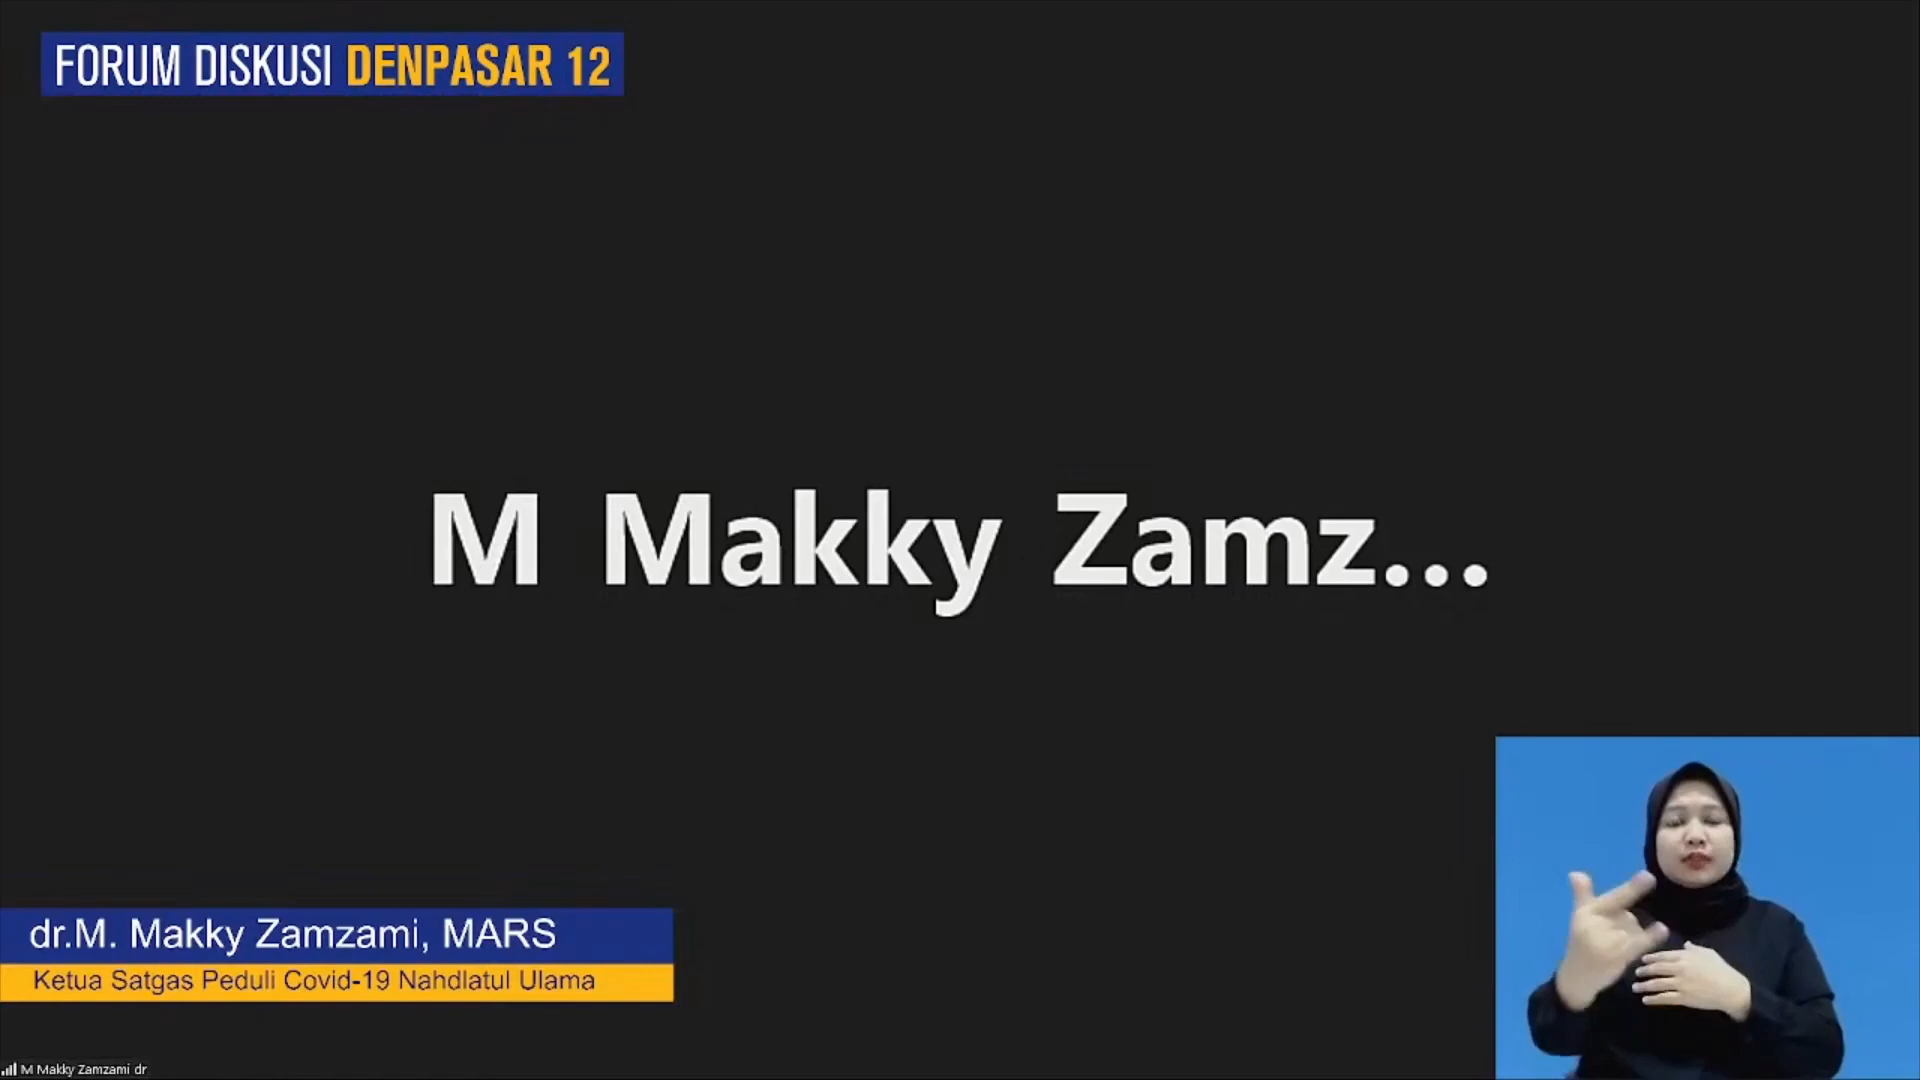 FORUM DISKUSI DENPASAR 12
M Makky Zamz...
dr.M. Makky Zamzami, MARS
Ketua Satgas Peduli Covid-19 Nahdlatul Ulama
M Makky Zamzami dr